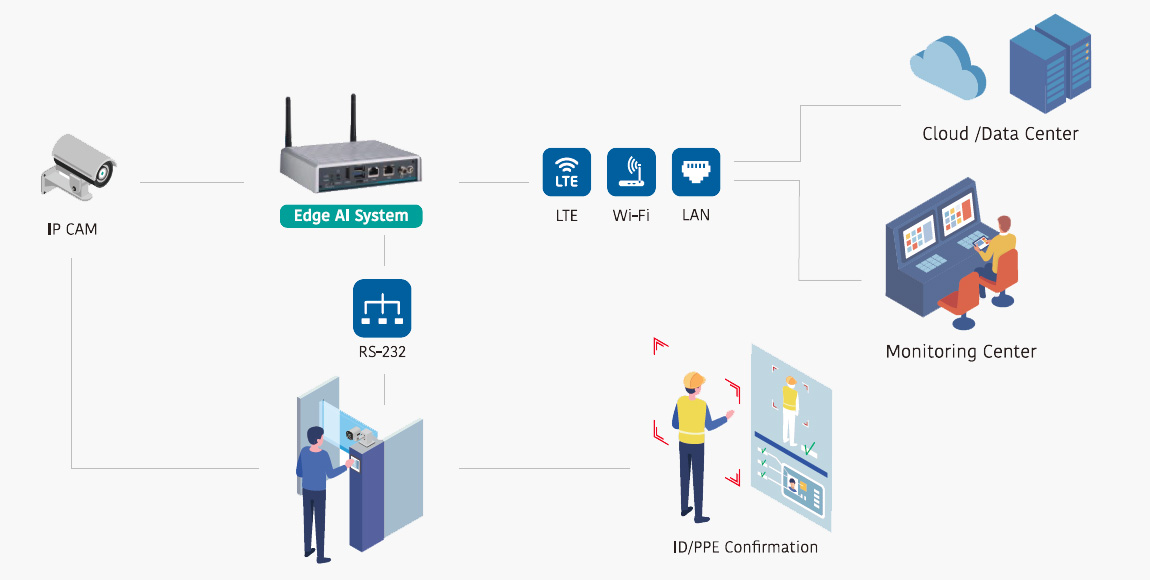 Cloud /Data Center
IP CAM
Edge AI System
LTE
LTE
Wi-Fi
LAN
RS-232
Monitoring Center
ID/PPE Confirmation